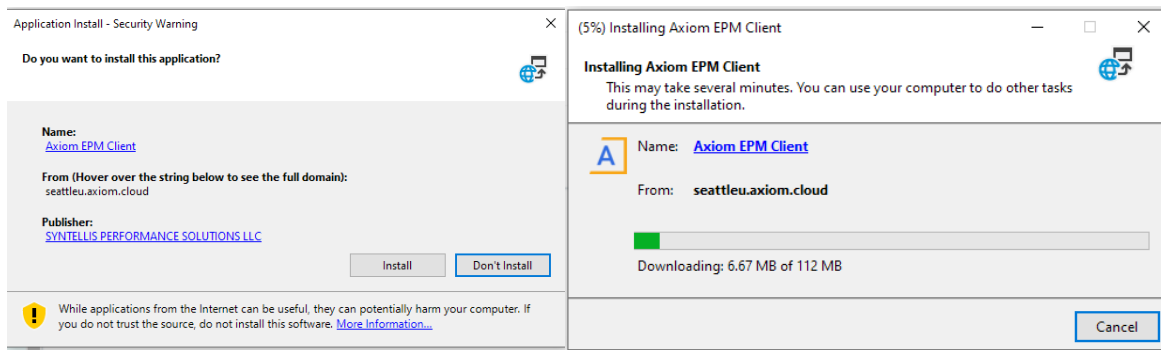 Application Install - Security Warning
Do you want to install this application?
Name:
Axiom EPM Client
From (Hover over the string below to see the full domain):
seattleu.axiom.cloud
Publisher:
SYNTELLIS PERFORMANCE SOLUTIONS LLC
Install
Don't Install
While applications from the Internet can be useful, they can potentially harm your computer. If
you do not trust the source, do not install this software. More Information...
(5%) Installing Axiom EPM Client
Installing Axiom EPM Client
This may take several minutes. You can use your computer to do other tasks
during the installation.
A
Name: Axiom EPM Client
From: seattleu.axiom.cloud
Downloading: 6.67 MB of 112 MB
Cancel